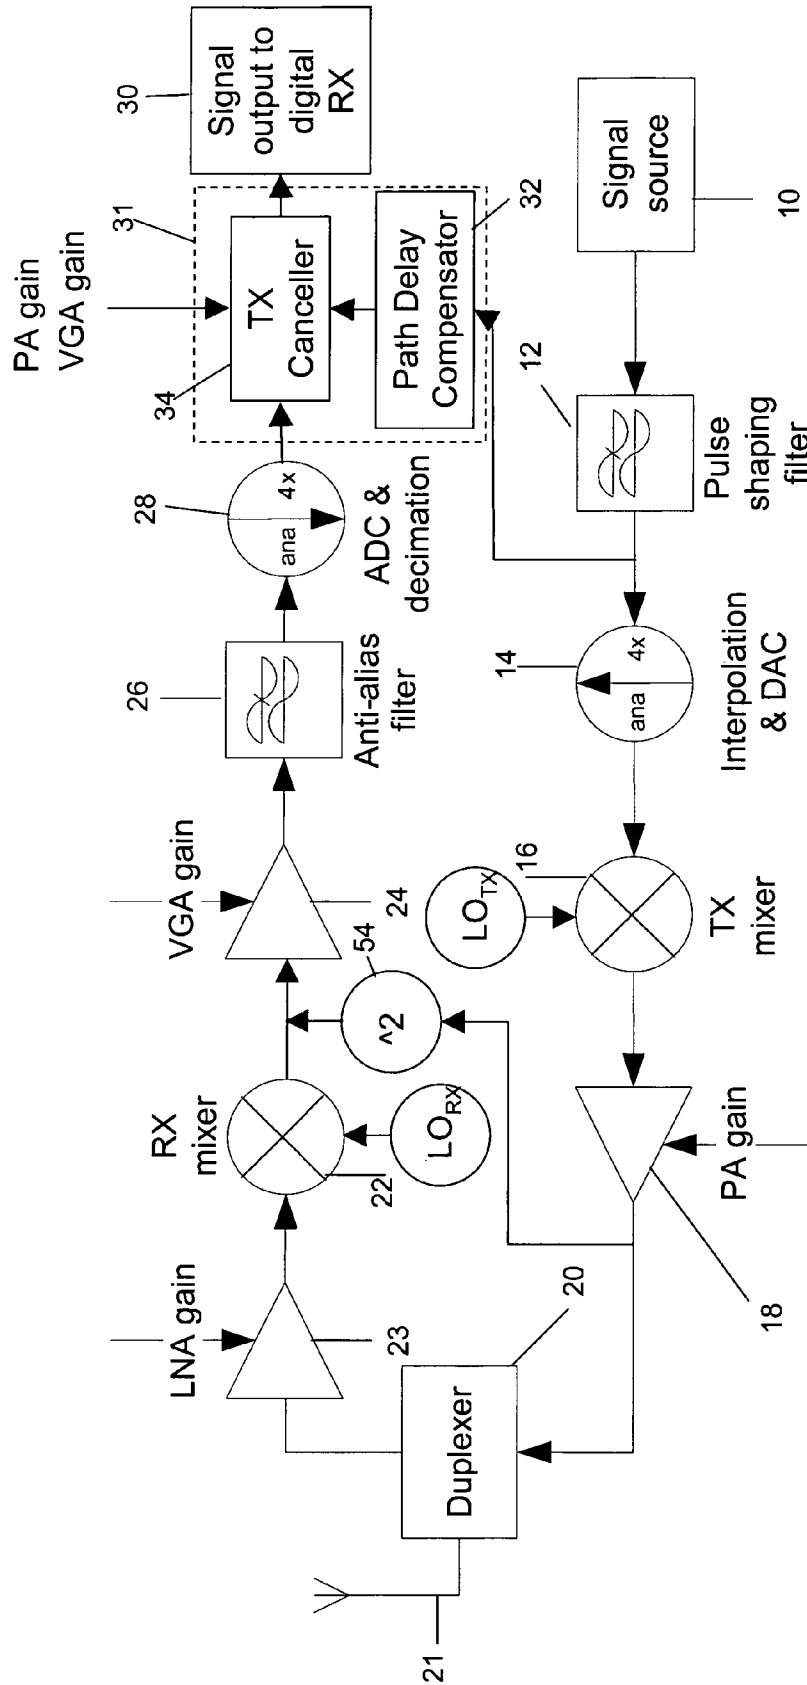 PA gain
VGA gain
31
30
Signal
output to
digital
RX
34
TX
Canceller
32
Path Delay
Compensator
28
ana
4x
ADC &
decimation
26
Anti-alias
filter
VGA gain
24
54
^2
RX
mixer
22
LO_RX
LNA gain
23
Duplexer
20
21
Signal
source
10
12
Pulse
shaping
filter
14
ana
4x
Interpolation
& DAC
LO_TX
16
TX
mixer
PA gain
18